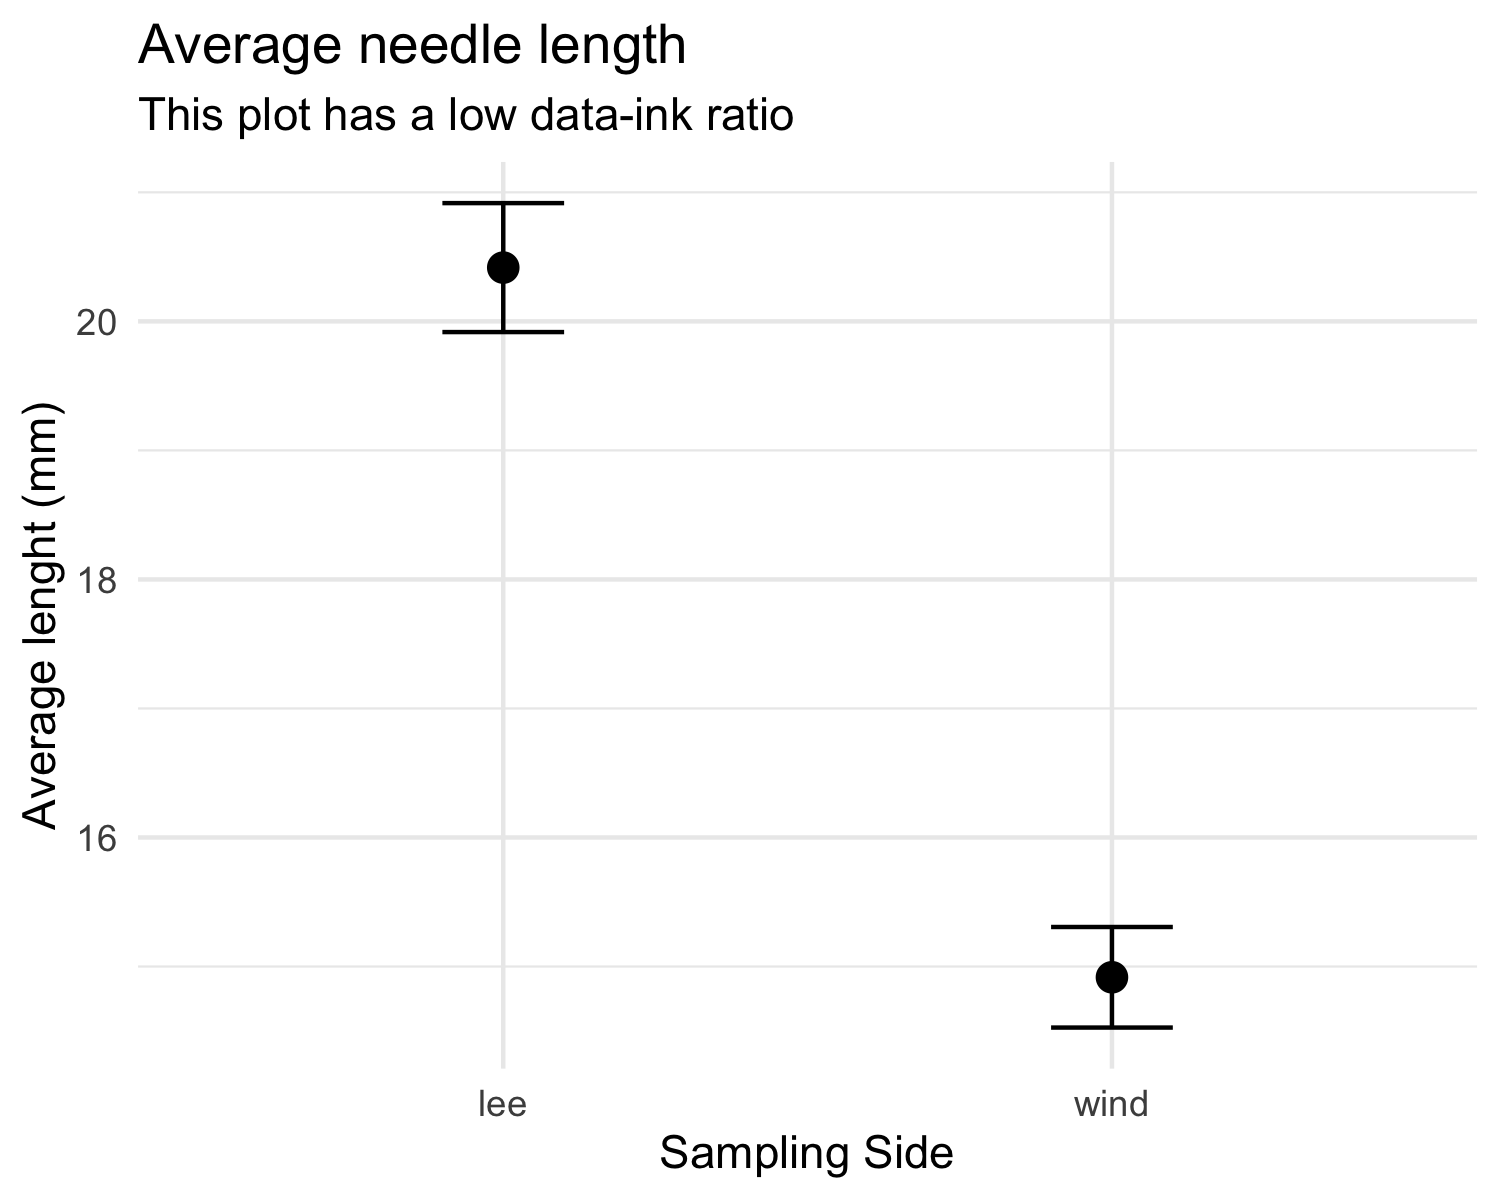 Average needle length
This plot has a low data-ink ratio
Average lenght (mm)
20
18
16
lee
wind
Sampling Side